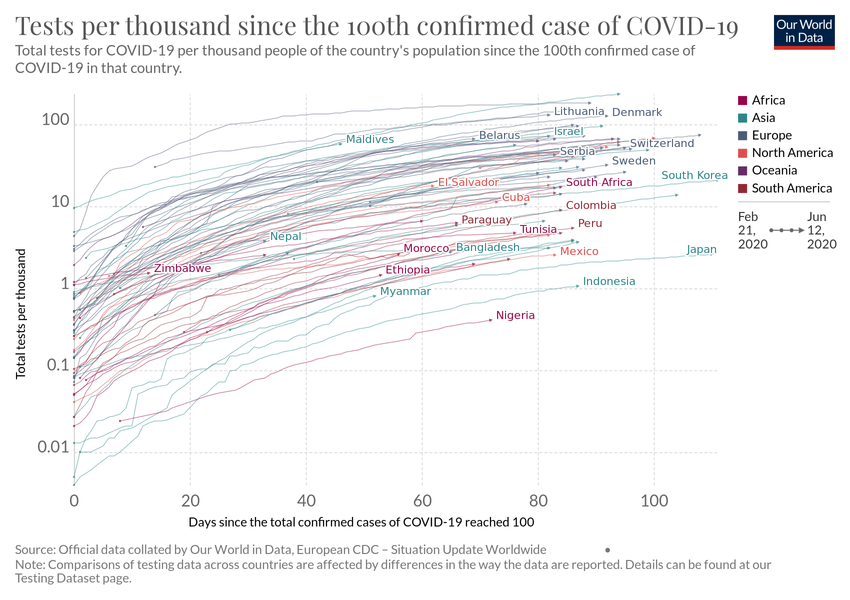 Tests per thousand since the 100th confirmed case of COVID-19
Our World
in Data
Total tests for COVID-19 per thousand people of the country's population since the 100th confirmed case of
COVID-19 in that country.
Africa
Asia
Europe
North America
Oceania
South America
Feb
21,
2020
Jun
12,
2020
Total tests per thousand
100
10
1
0.1
0.01
Lithuania
Denmark
Maldives
Belarus
Israel
Switzerland
Serbia
Sweden
South Korea
El Salvador
South Africa
Cuba
Colombia
Paraguay
Peru
Tunisia
Nepal
Morocco
Bangladesh
Mexico
Japan
Zimbabwe
Ethiopia
Indonesia
Myanmar
Nigeria
0
20
40
60
80
100
Days since the total confirmed cases of COVID-19 reached 100
Source: Official data collated by Our World in Data, European CDC – Situation Update Worldwide
Note: Comparisons of testing data across countries are affected by differences in the way the data are reported. Details can be found at our
Testing Dataset page.